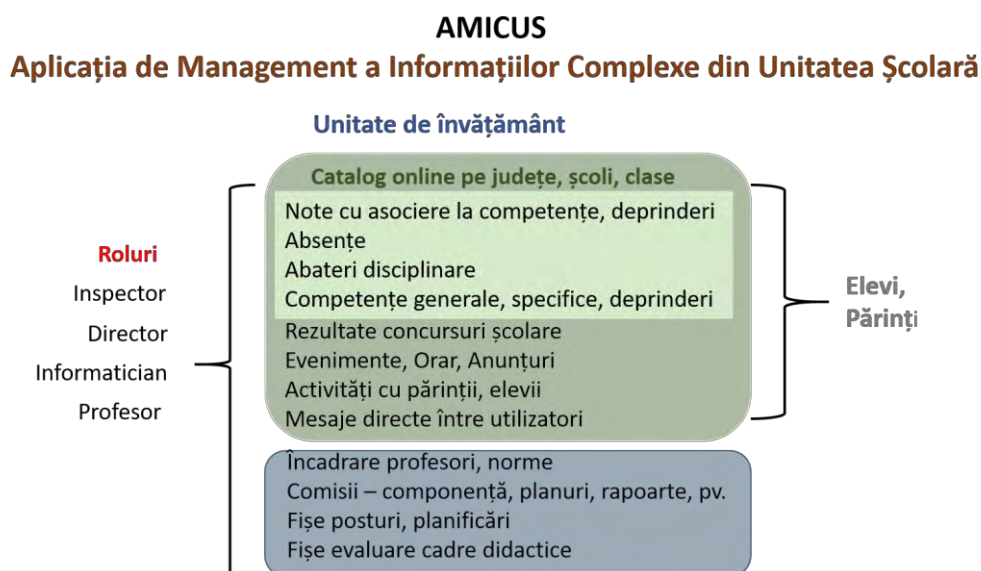 AMICUS
Aplicația de Management a Informațiilor Complexe din Unitatea Școlară
Unitate de învățământ
Catalog online pe județe, școli, clase
Note cu asociere la competențe, deprinderi
Absențe
Abateri disciplinare
Competențe generale, specifice, deprinderi
Rezultate concursuri școlare
Evenimente, Orar, Anunțuri
Activități cu părinții, elevii
Mesaje directe între utilizatori
Încadrare profesori, norme
Comisii – componență, planuri, rapoarte, pv.
Fișe posturi, planificări
Fișe evaluare cadre didactice
Roluri
Inspector
Director
Informatician
Profesor
Elevi,
Părinți